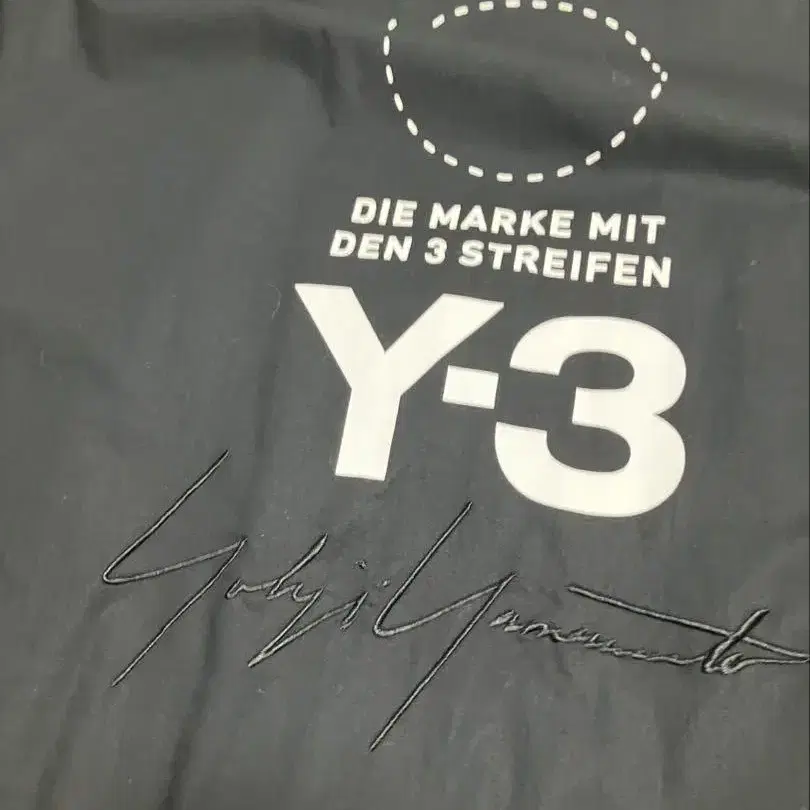 DIE MARKE MIT
DEN 3 STREIFEN
Y-3
Yohji Yamamoto